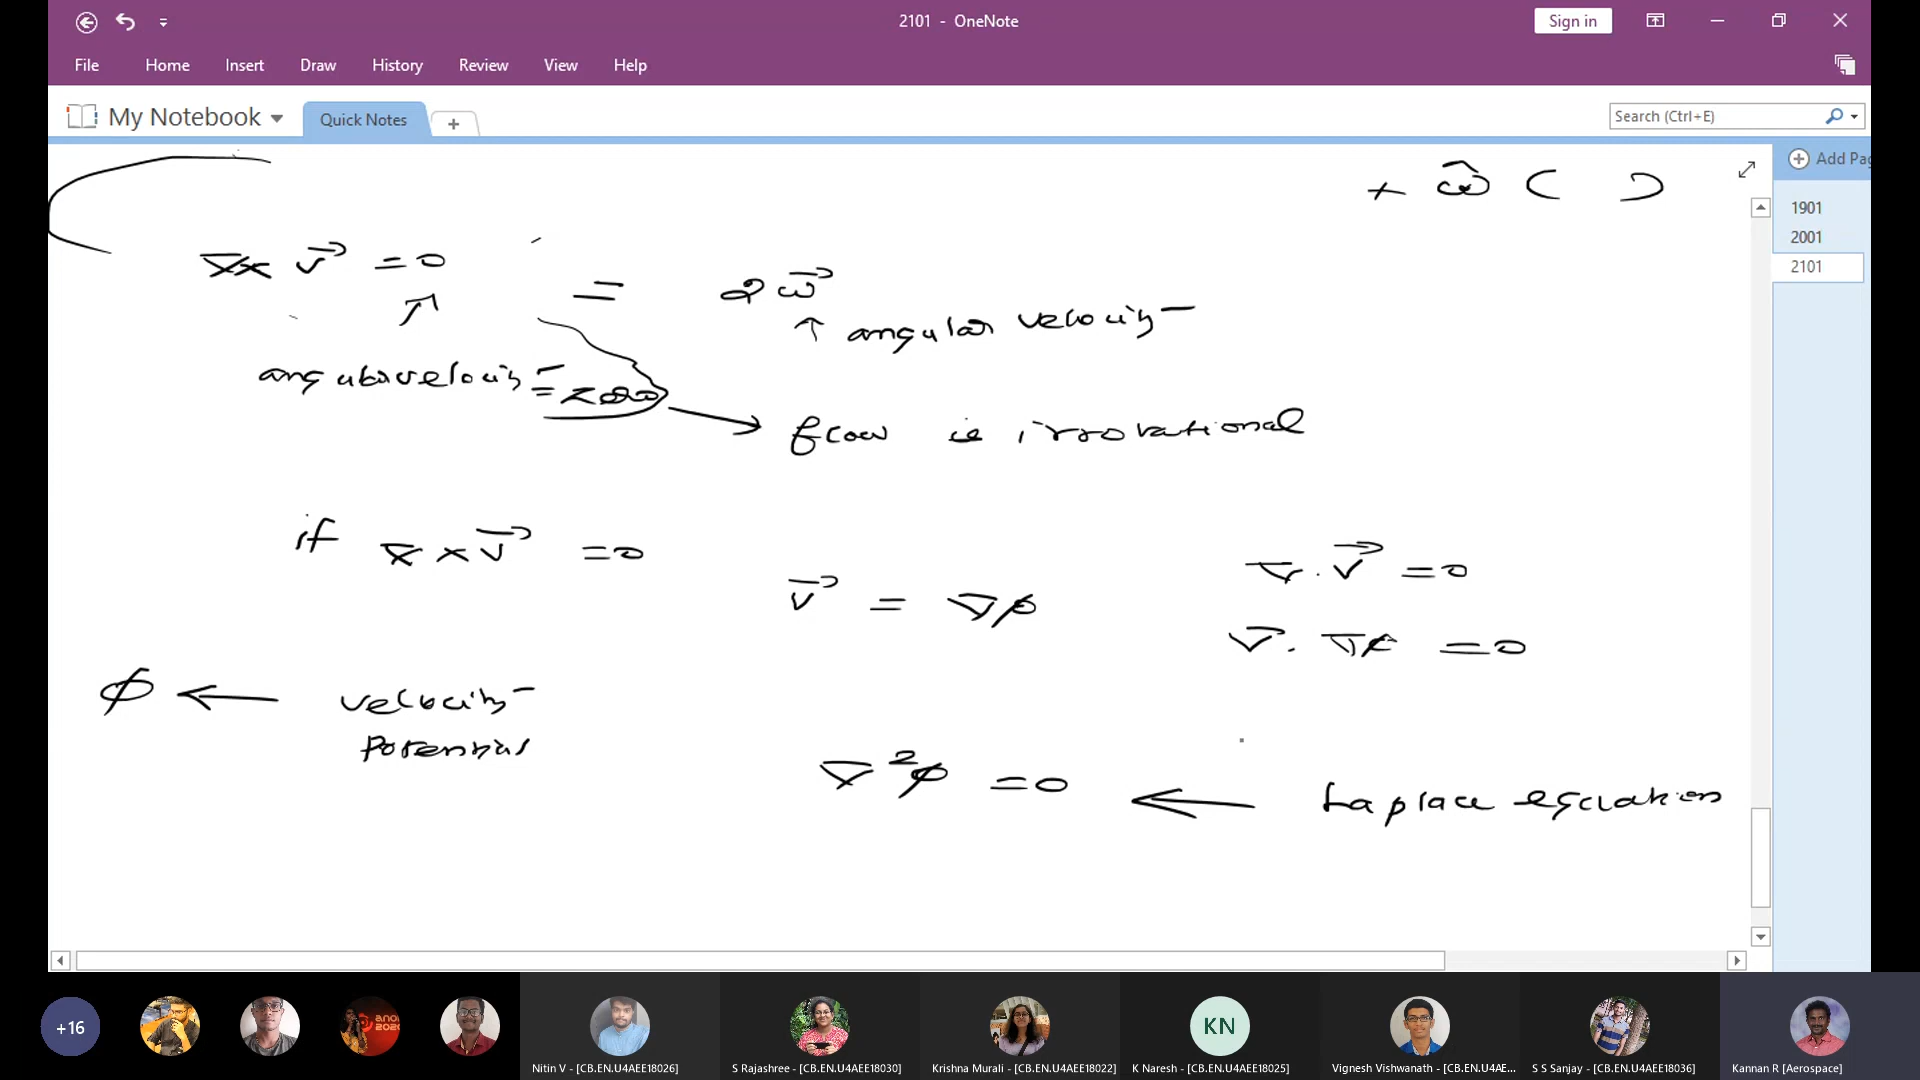 2101 - OneNote
Sign in
File Home Insert Draw History Review View Help
My Notebook
Quick Notes
+
Search (Ctrl+E)
Add Pag
1901
2001
2101
+ ω̂ ( )
∇× v⃗ = 0
= 2ω⃗
↑ angular velocity
angular velocity = zero
→ flow is irrotational
if ∇ × v⃗ = 0
v⃗ = ∇φ
∇ . v⃗ = 0
∇ . ∇φ = 0
φ ← velocity
potential
∇²φ = 0 ← Laplace equation
+16
KN
Nitin V - [CB.EN.U4AEE18026]
S Rajashree - [CB.EN.U4AEE18030]
Krishna Murali - [CB.EN.U4AEE18022]
K Naresh - [CB.EN.U4AEE18025]
Vignesh Vishwanath - [CB.EN.U4AE...
S S Sanjay - [CB.EN.U4AEE18036]
Kannan R [Aerospace]